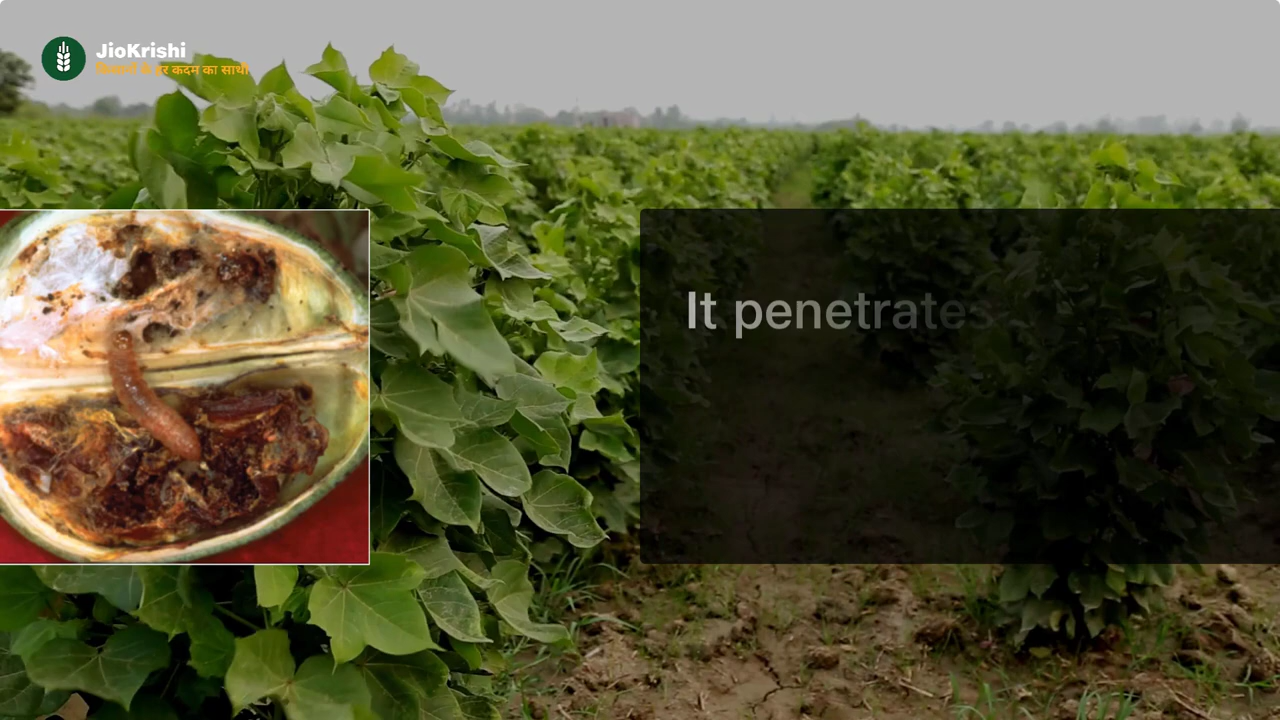 JioKrishi
किसानों के हर कदम का साथी
It penetrates